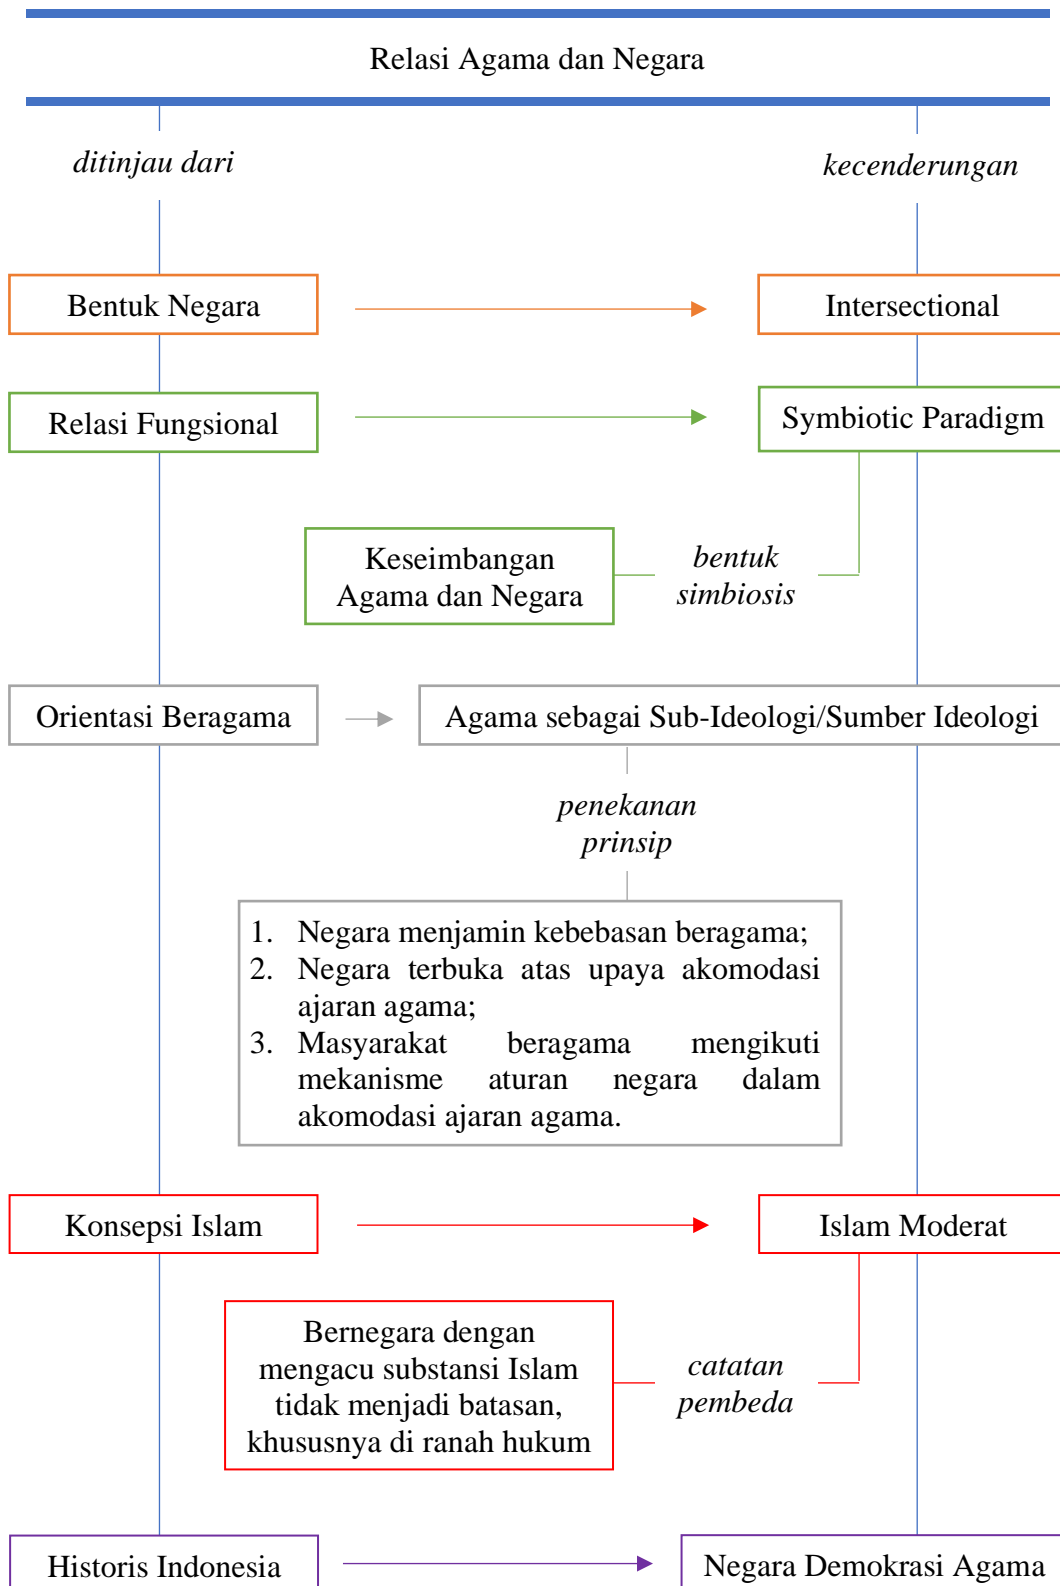 Relasi Agama dan Negara
ditinjau dari
kecenderungan
Bentuk Negara
Intersectional
Relasi Fungsional
Symbiotic Paradigm
Keseimbangan
Agama dan Negara
bentuk
simbiosis
Orientasi Beragama
Agama sebagai Sub-Ideologi/Sumber Ideologi
penekanan
prinsip
1. Negara menjamin kebebasan beragama;
2. Negara terbuka atas upaya akomodasi
ajaran agama;
3. Masyarakat beragama mengikuti
mekanisme aturan negara dalam
akomodasi ajaran agama.
Konsepsi Islam
Islam Moderat
Bernegara dengan
mengacu substansi Islam
tidak menjadi batasan,
khususnya di ranah hukum
catatan
pembeda
Historis Indonesia
Negara Demokrasi Agama